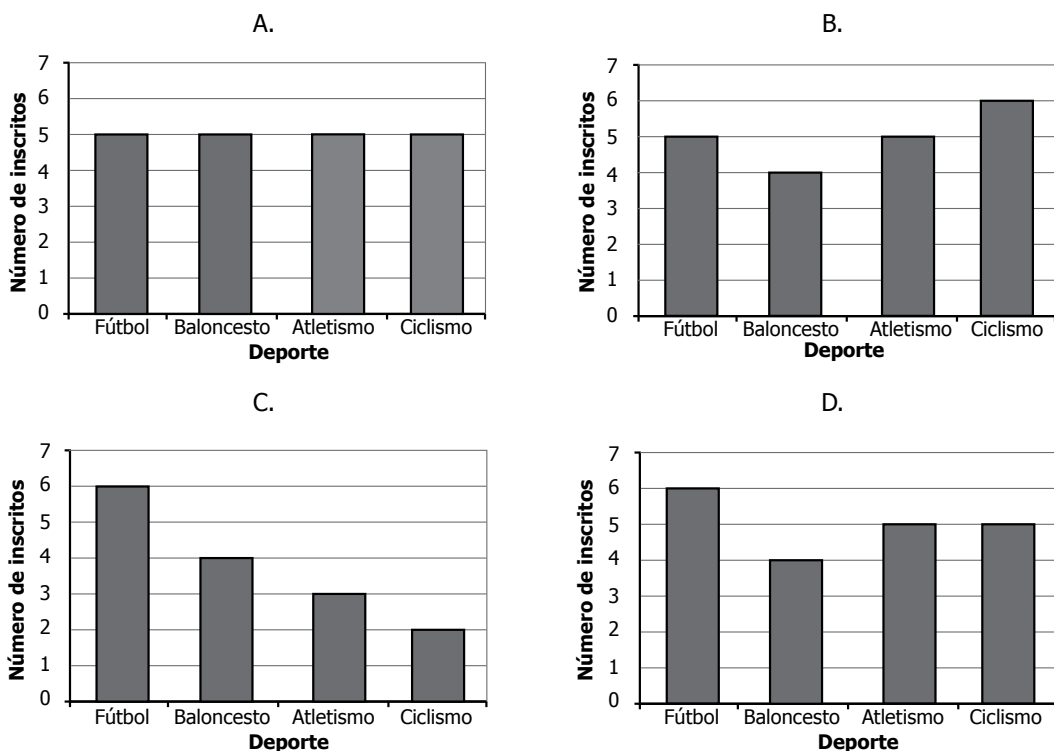 A.
7
6
5
4
3
2
1
0
Número de inscritos
Fútbol Baloncesto Atletismo Ciclismo
Deporte
B.
7
6
5
4
3
2
1
0
Número de inscritos
Fútbol Baloncesto Atletismo Ciclismo
Deporte
C.
7
6
5
4
3
2
1
0
Número de inscritos
Fútbol Baloncesto Atletismo Ciclismo
Deporte
D.
7
6
5
4
3
2
1
0
Número de inscritos
Fútbol Baloncesto Atletismo Ciclismo
Deporte